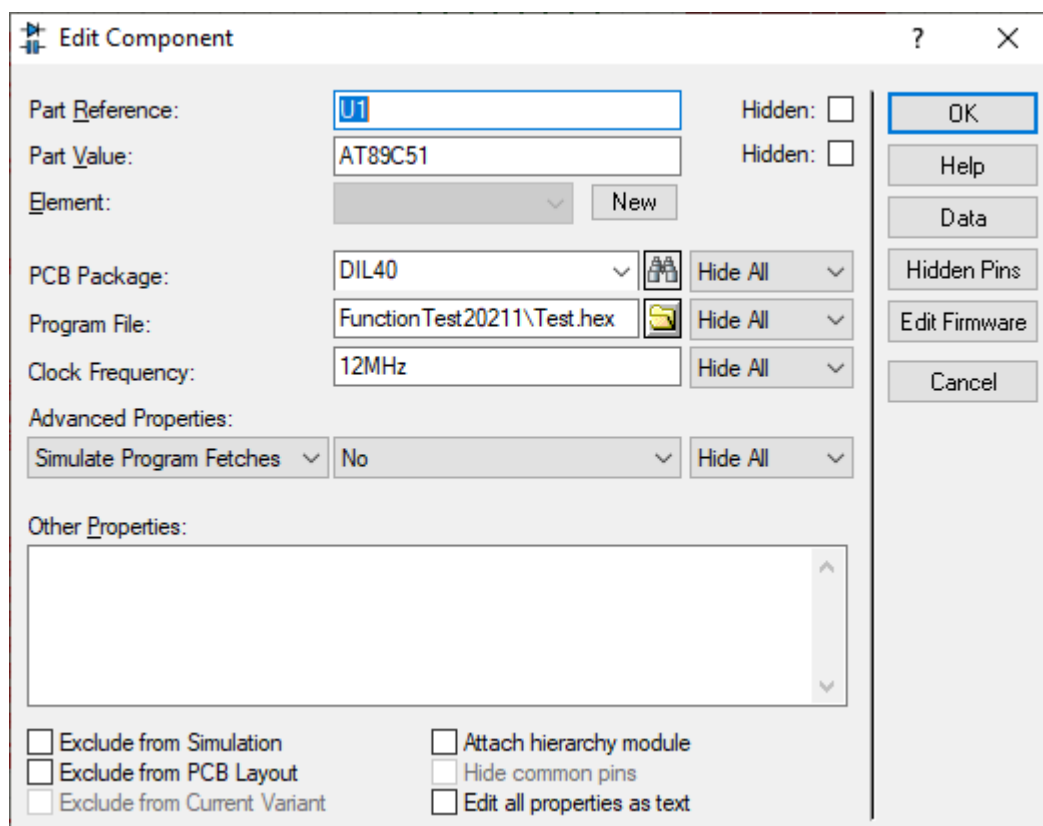 Edit Component ? ×
Part Reference: U1 Hidden: OK
Part Value: AT89C51 Hidden: Help
Element: New Data
PCB Package: DIL40 Hide All Hidden Pins
Program File: FunctionTest20211\Test.hex Hide All Edit Firmware
Clock Frequency: 12MHz Hide All Cancel
Advanced Properties:
Simulate Program Fetches No Hide All
Other Properties:
Exclude from Simulation Attach hierarchy module
Exclude from PCB Layout Hide common pins
Exclude from Current Variant Edit all properties as text